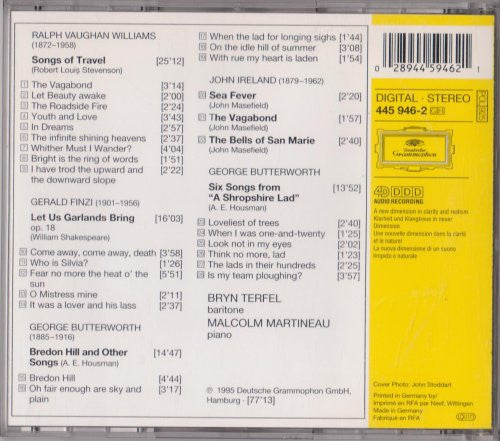 RALPH VAUGHAN WILLIAMS
(1872-1958)
Songs of Travel [25'12]
(Robert Louis Stevenson)
1 The Vagabond [3'14]
2 Let Beauty awake [2'00]
3 The Roadside Fire [2'24]
4 Youth and Love [3'43]
5 In Dreams [2'57]
6 The infinite shining heavens [2'37]
7 Whither Must I Wander? [4'04]
8 Bright is the ring of words [1'51]
9 I have trod the upward and [2'22]
the downward slope
GERALD FINZI (1901-1956)
Let Us Garlands Bring [16'03]
op. 18
(William Shakespeare)
10 Come away, come away, death [3'58]
11 Who is Silvia? [1'26]
12 Fear no more the heat o' the [5'51]
sun
13 O Mistress mine [2'11]
14 It was a lover and his lass [2'37]
GEORGE BUTTERWORTH
(1885-1916)
Bredon Hill and Other [14'47]
Songs (A. E. Housman)
15 Bredon Hill [4'44]
16 Oh fair enough are sky and [3'17]
plain
17 When the lad for longing sighs [1'44]
18 On the idle hill of summer [3'08]
19 With rue my heart is laden [1'54]
JOHN IRELAND (1879-1962)
20 Sea Fever [2'20]
(John Masefield)
21 The Vagabond [1'57]
(John Masefield)
22 The Bells of San Marie [2'40]
(John Masefield)
GEORGE BUTTERWORTH
Six Songs from [13'52]
"A Shropshire Lad"
(A. E. Housman)
23 Loveliest of trees [2'40]
24 When I was one-and-twenty [1'25]
25 Look not in my eyes [2'02]
26 Think no more, lad [1'23]
27 The lads in their hundreds [2'25]
28 Is my team ploughing? [3'57]
BRYN TERFEL
baritone
MALCOLM MARTINEAU
piano
℗ 1995 Deutsche Grammophon GmbH,
Hamburg · [77'13]
0 28944 59462 1
DIGITAL · STEREO
445 946-2 GH
Deutsche
Grammophon
4D DDD
AUDIO RECORDING
A new dimension in clarity and realism
Klarheit und Klangtreue in neuer
Dimension
Une nouvelle dimension dans la clarté
et le naturel
La nuova dimensione di un suono
limpido e naturale
Cover Photo: John Stoddart
Printed in Germany by/
Imprimé en RFA par Neef, Wittingen
Made in Germany
Fabriqué en RFA